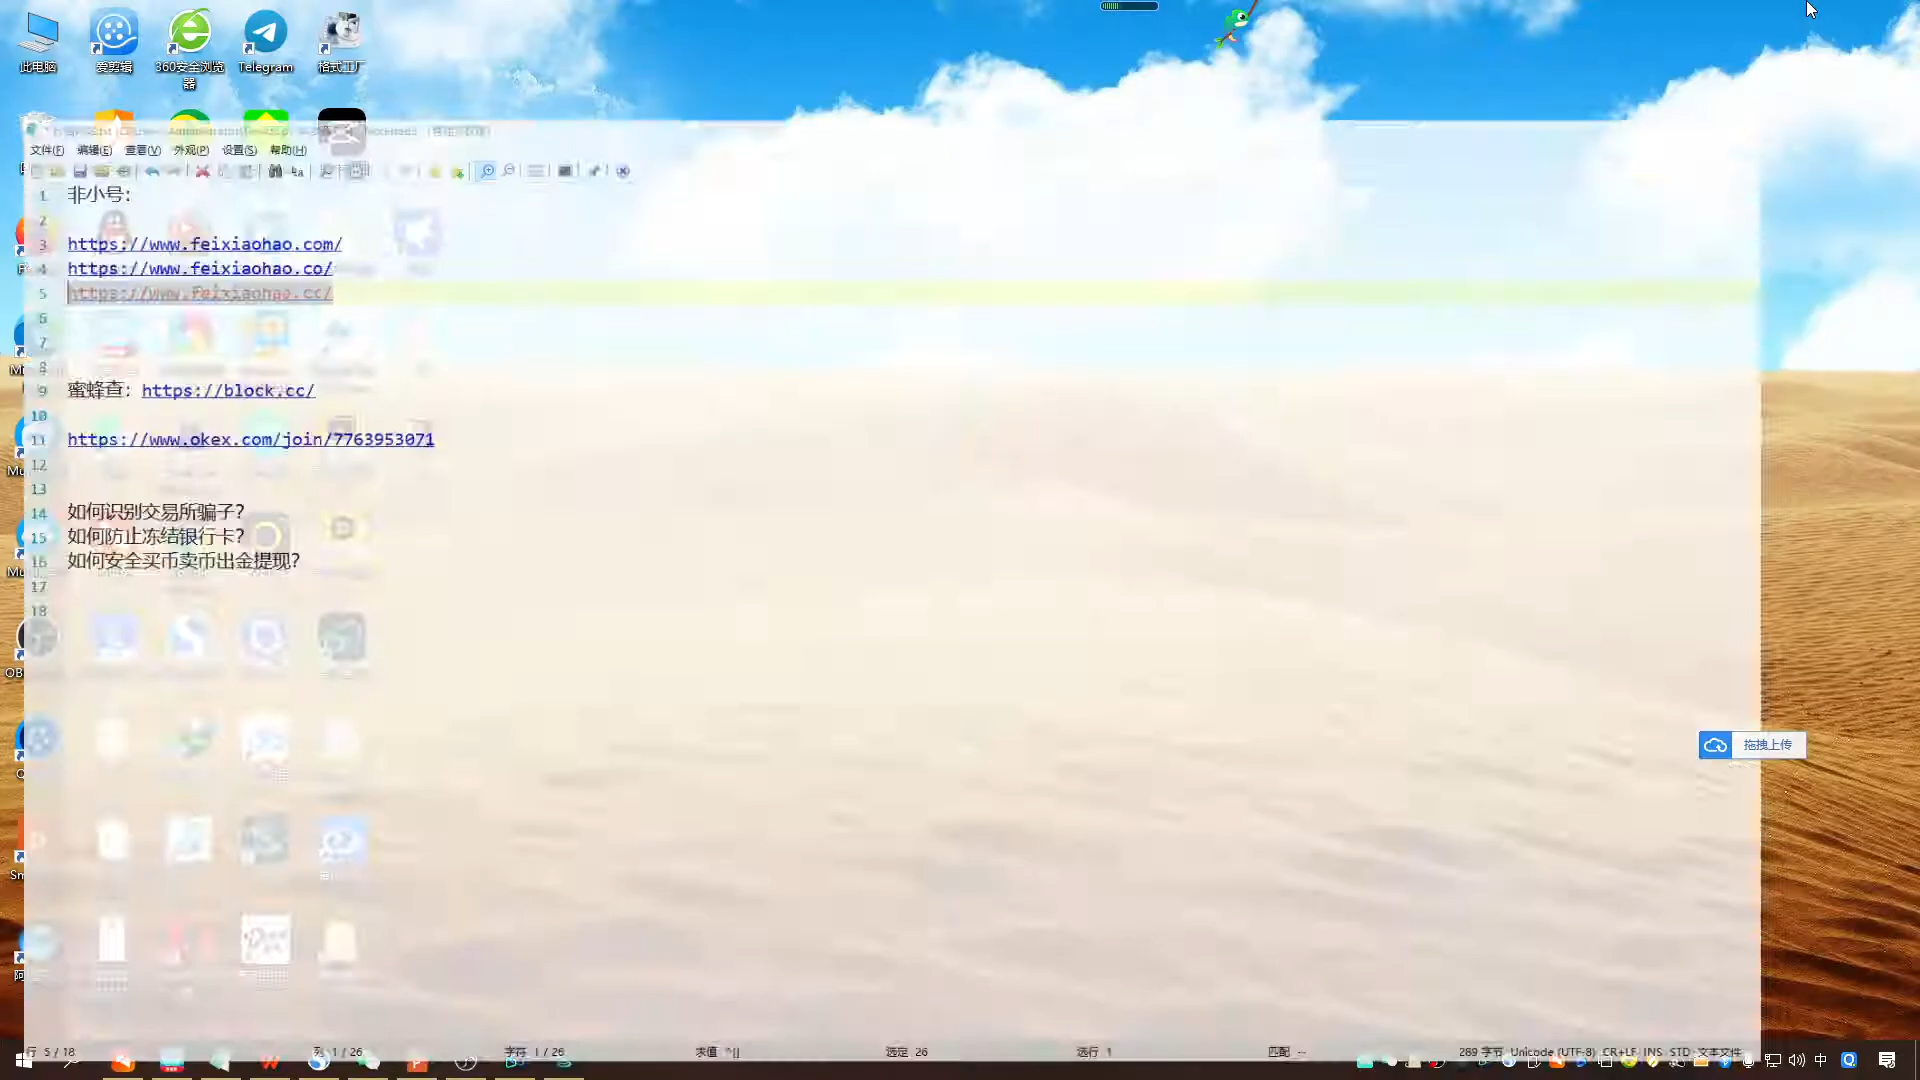 此电脑
爱剪辑
360安全浏览器
Telegram
格式工厂
文件(F) 编辑(E) 查看(V) 外观(P) 设置(S) 帮助(H)
1 非小号：
2
3 https://www.feixiaohao.com/
4 https://www.feixiaohao.co/
5 https://www.feixiaohao.cc/
6
7
8
9 蜜蜂查：https://block.cc/
10
11 https://www.okex.com/join/7763953071
12
13
14 如何识别交易所骗子？
15 如何防止冻结银行卡？
16 如何安全买币卖币出金提现？
17
18
拖拽上传
行 5 / 18 列 1 / 26 字符 1 / 26 求值 选定 26 选行 1 匹配 -- 289 字节 Unicode (UTF-8) CR+LF INS STD 文本文件
中